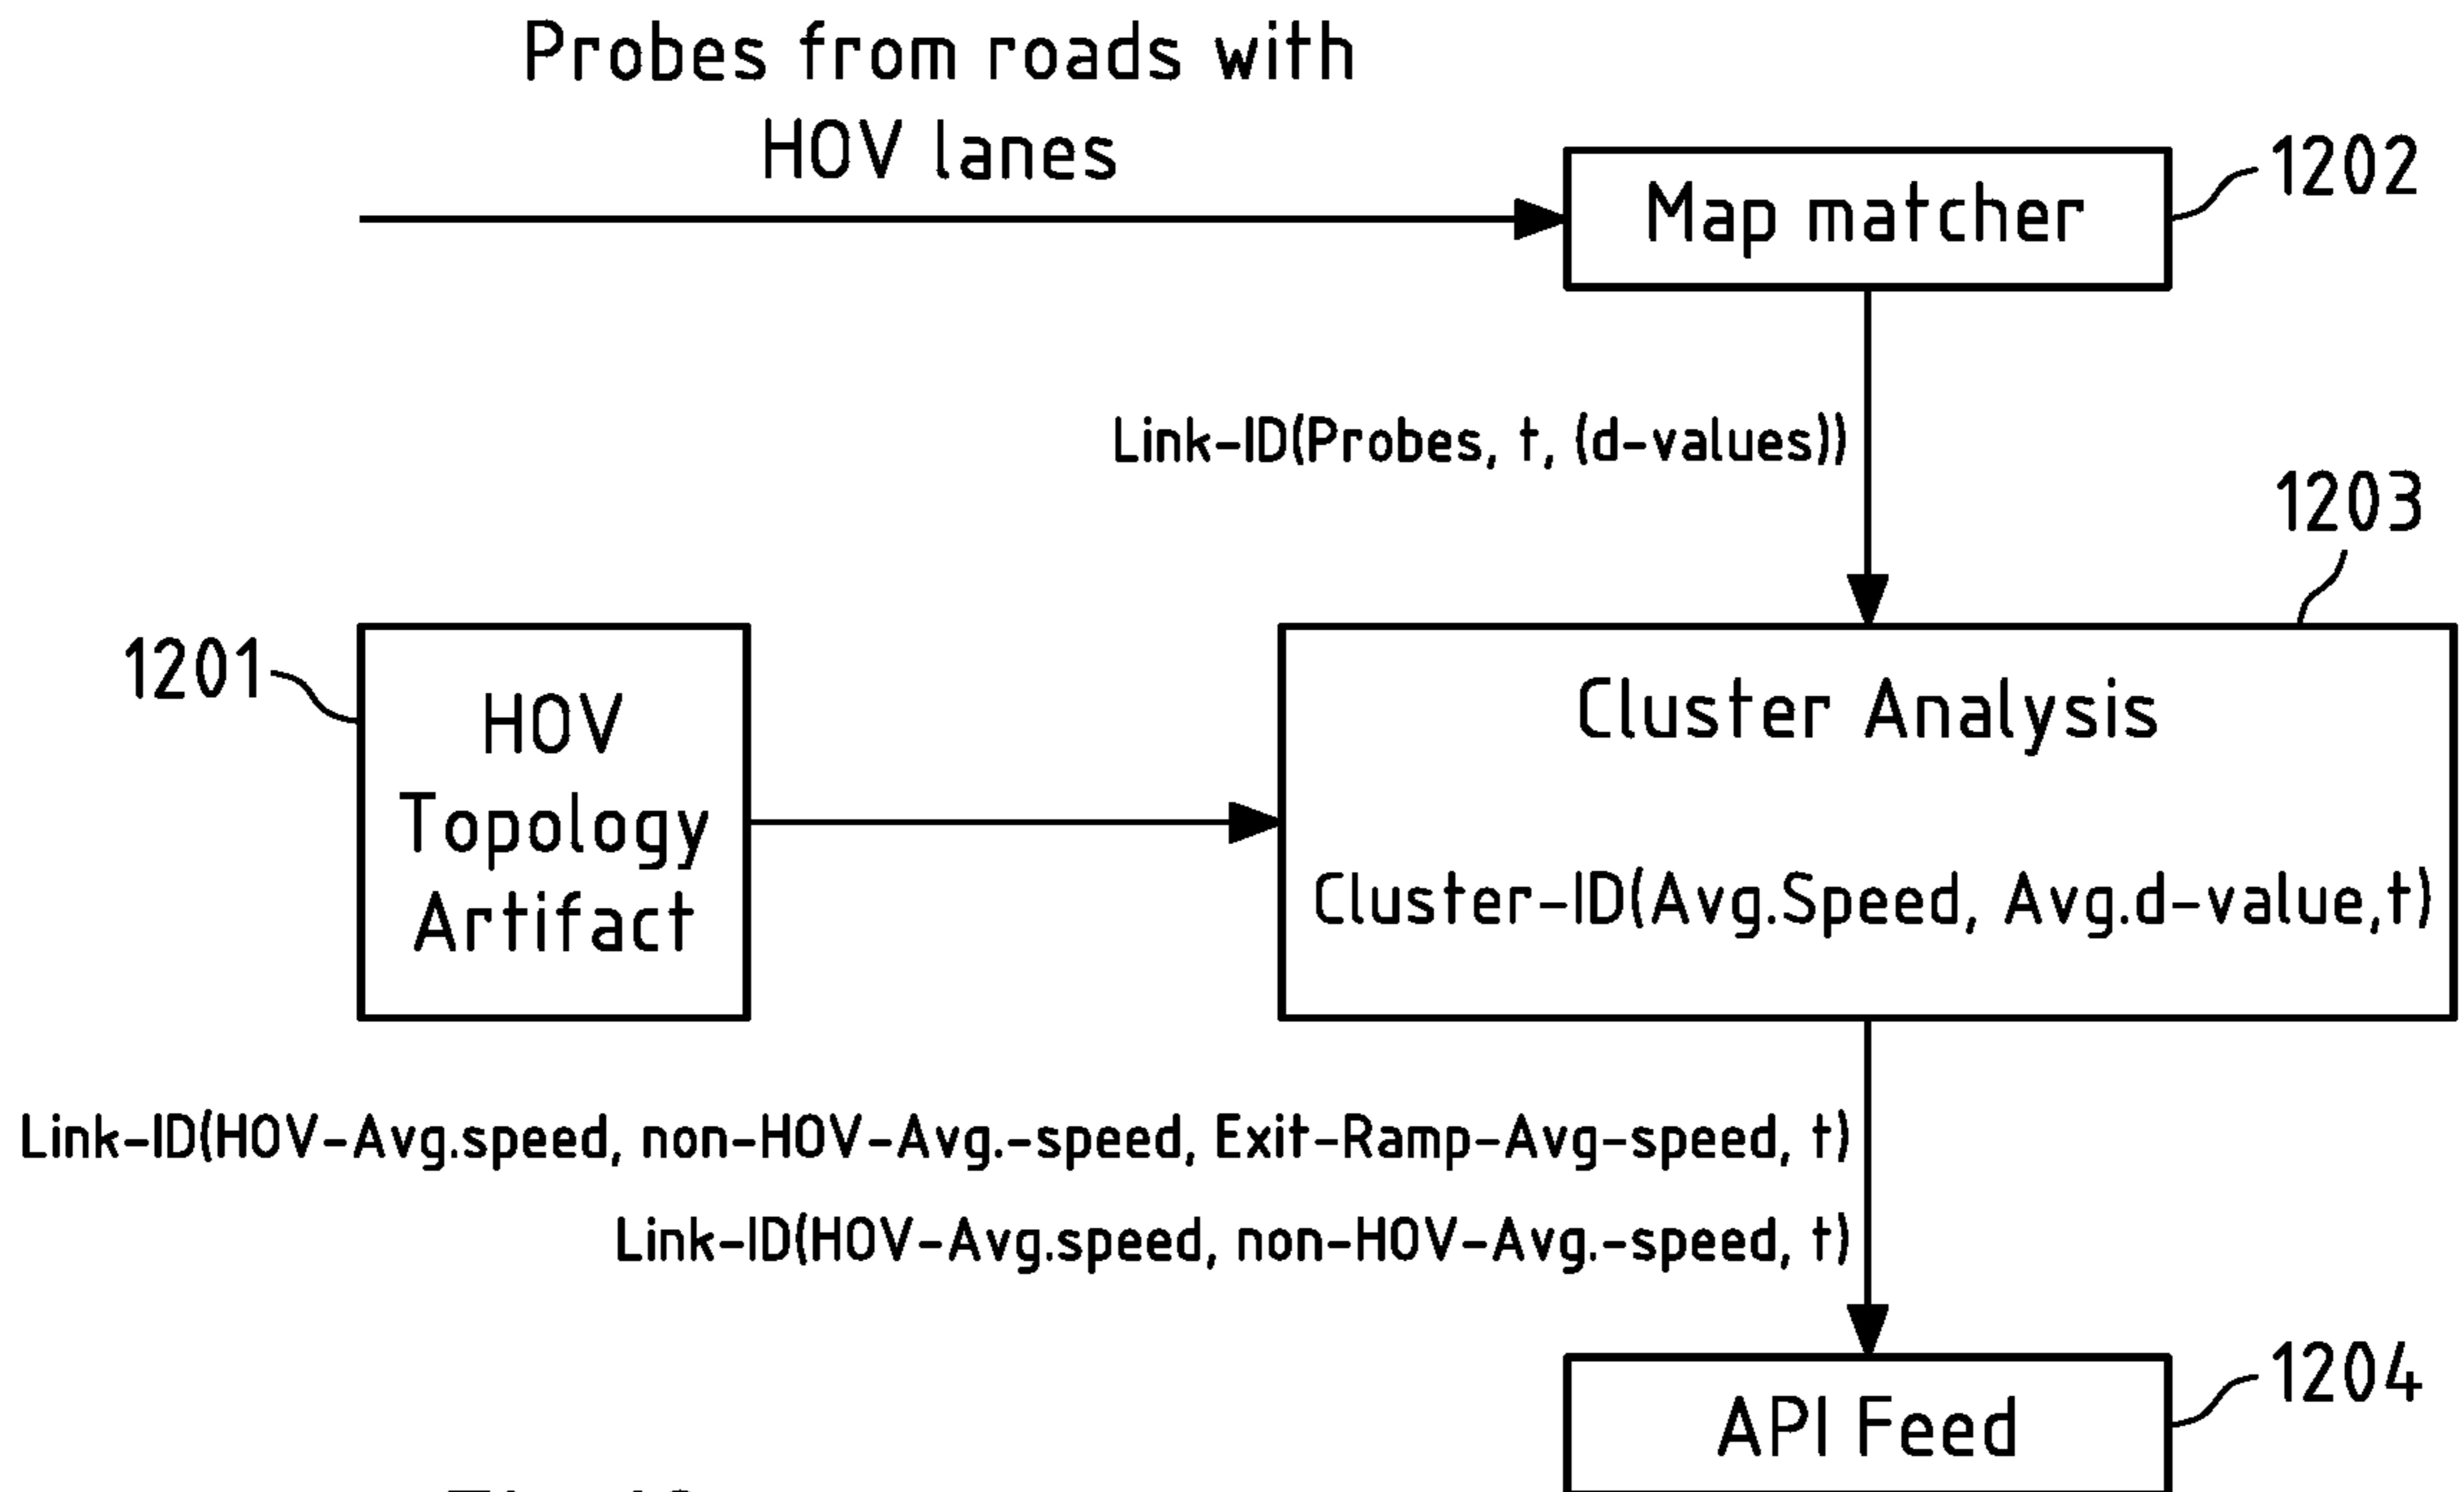 Probes from roads with
HOV lanes
1202
Map matcher
Link-ID(Probes, t, (d-values))
1203
1201
HOV
Topology
Artifact
Cluster Analysis
Cluster-ID(Avg.Speed, Avg.d-value,t)
Link-ID(HOV-Avg.speed, non-HOV-Avg.-speed, Exit-Ramp-Avg-speed, t)
Link-ID(HOV-Avg.speed, non-HOV-Avg.-speed, t)
1204
API Feed